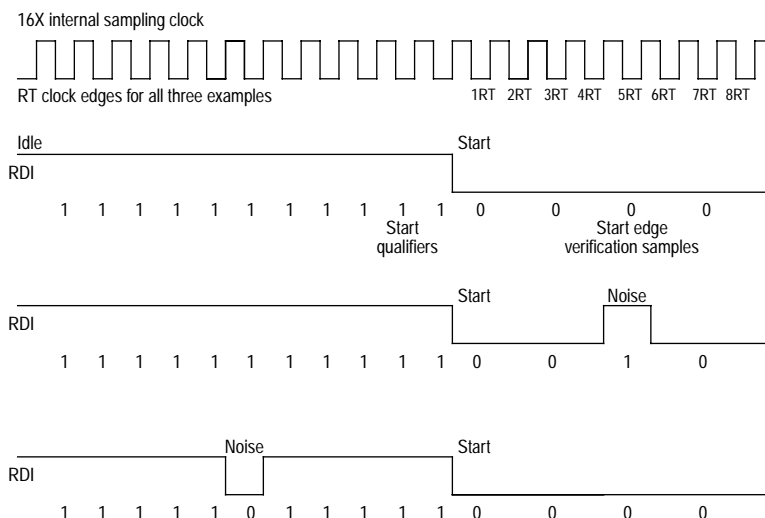 16X internal sampling clock
RT clock edges for all three examples 1RT 2RT 3RT 4RT 5RT 6RT 7RT 8RT
Idle Start
RDI
1 1 1 1 1 1 1 1 1 1 1 0 0 0 0
Start qualifiers
Start edge verification samples
Start Noise
RDI
1 1 1 1 1 1 1 1 1 1 1 0 0 1 0
Noise Start
RDI
1 1 1 1 1 0 1 1 1 1 1 0 0 0 0